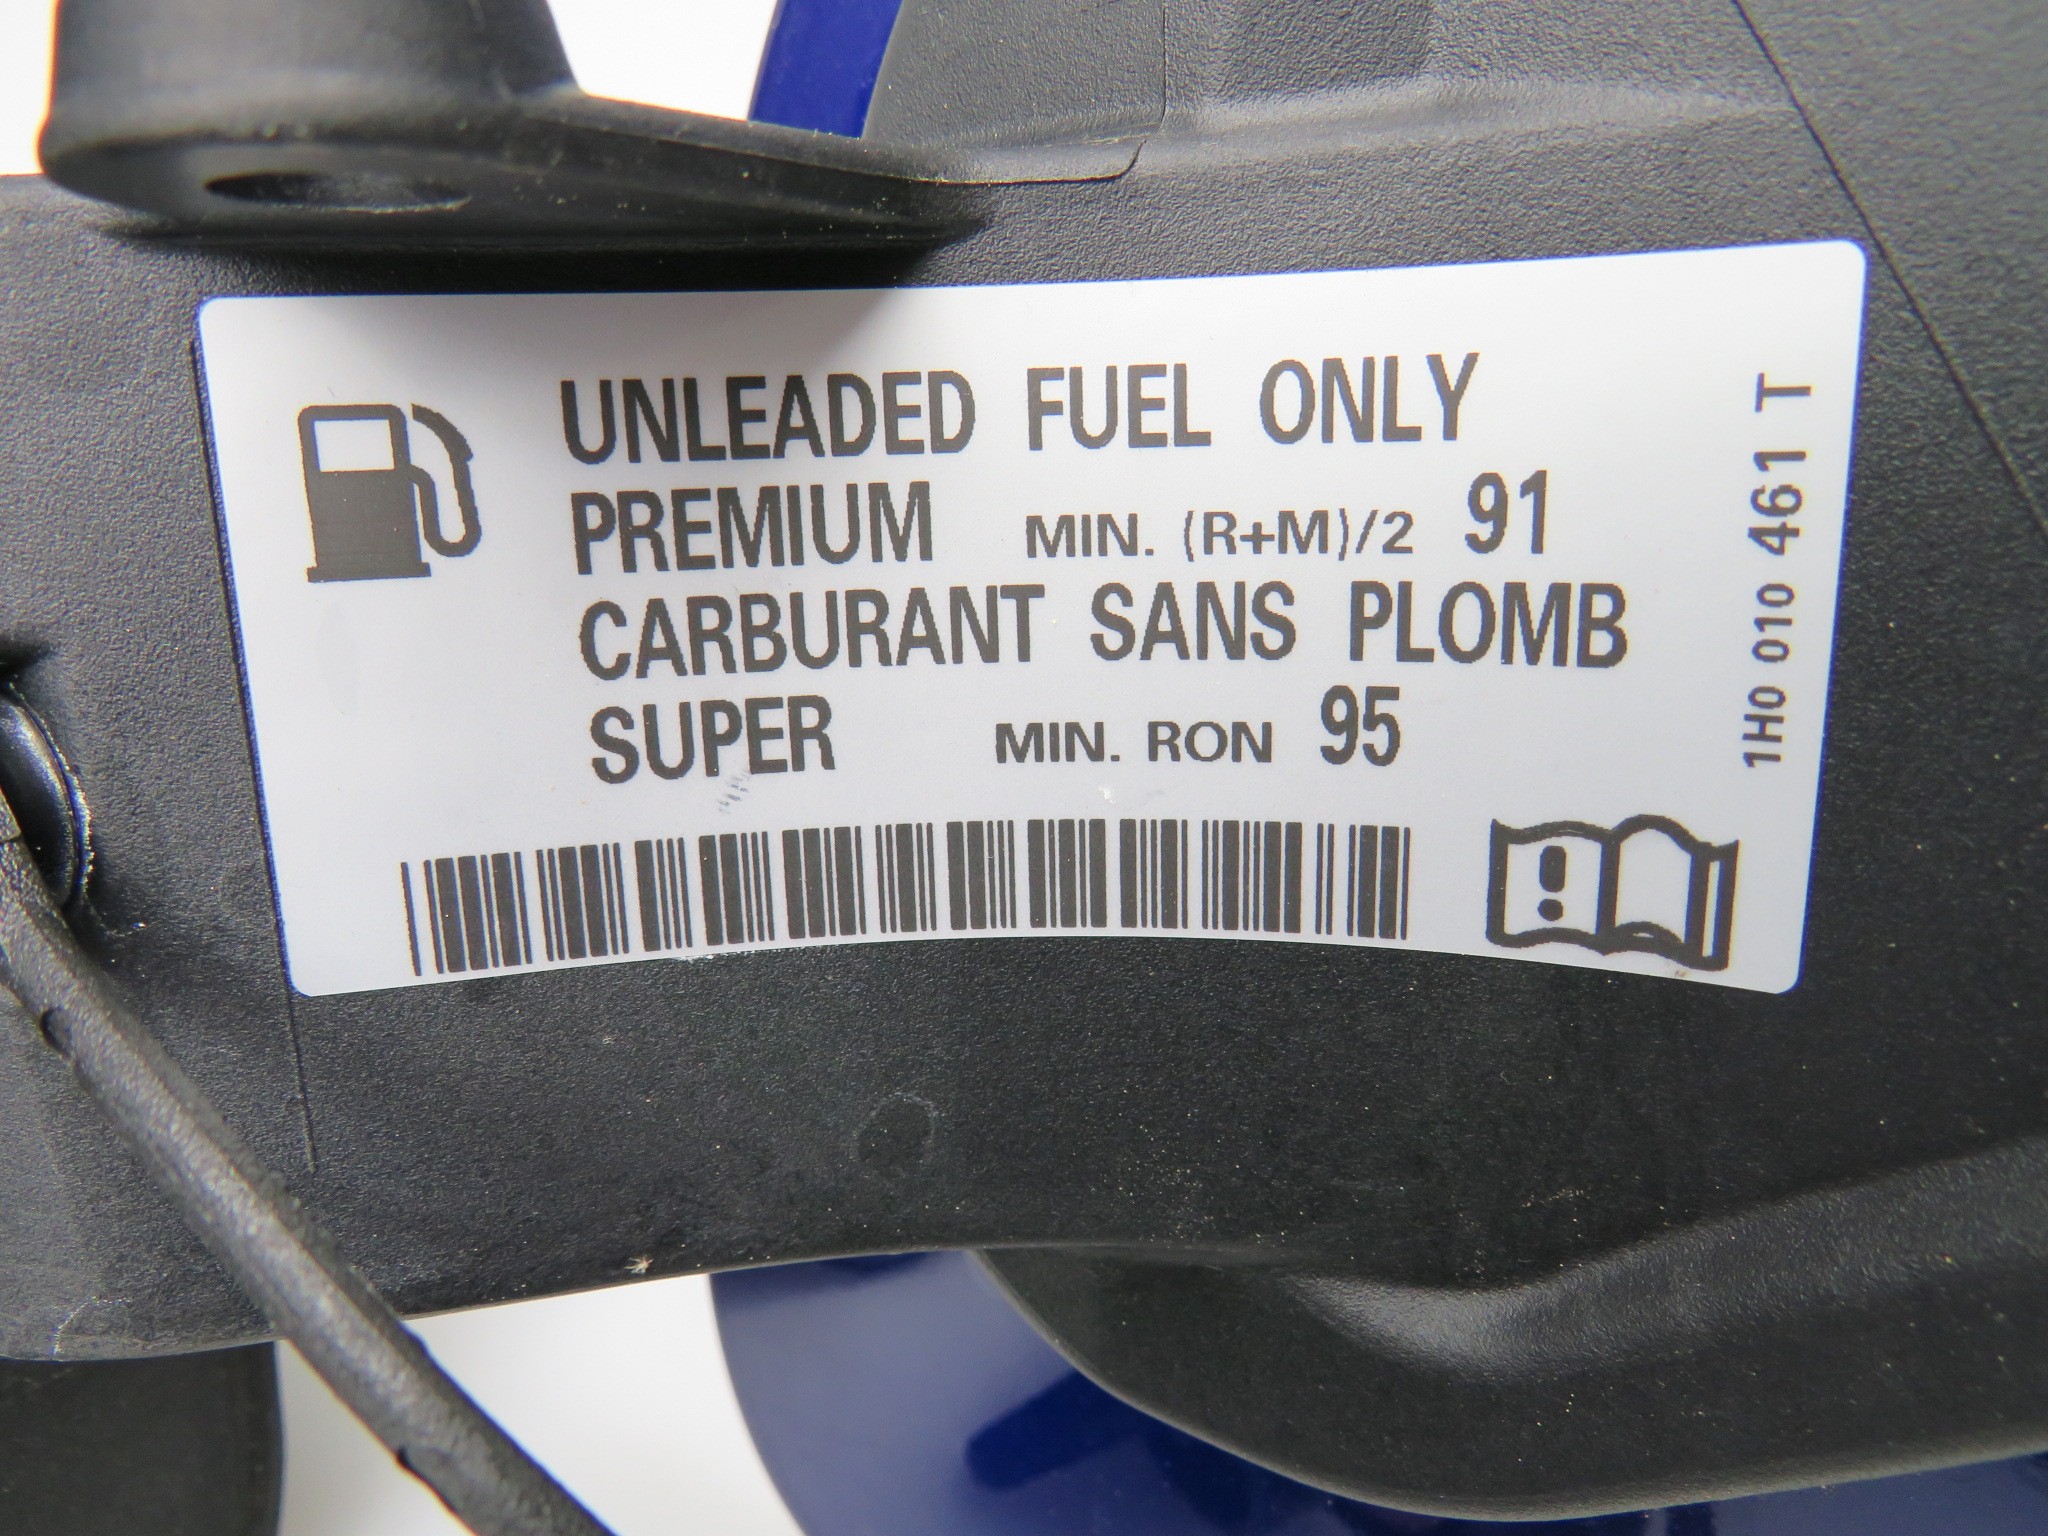 UNLEADED FUEL ONLY
PREMIUM MIN. (R+M)/2 91
CARBURANT SANS PLOMB
SUPER MIN. RON 95
1H0 010 461 T